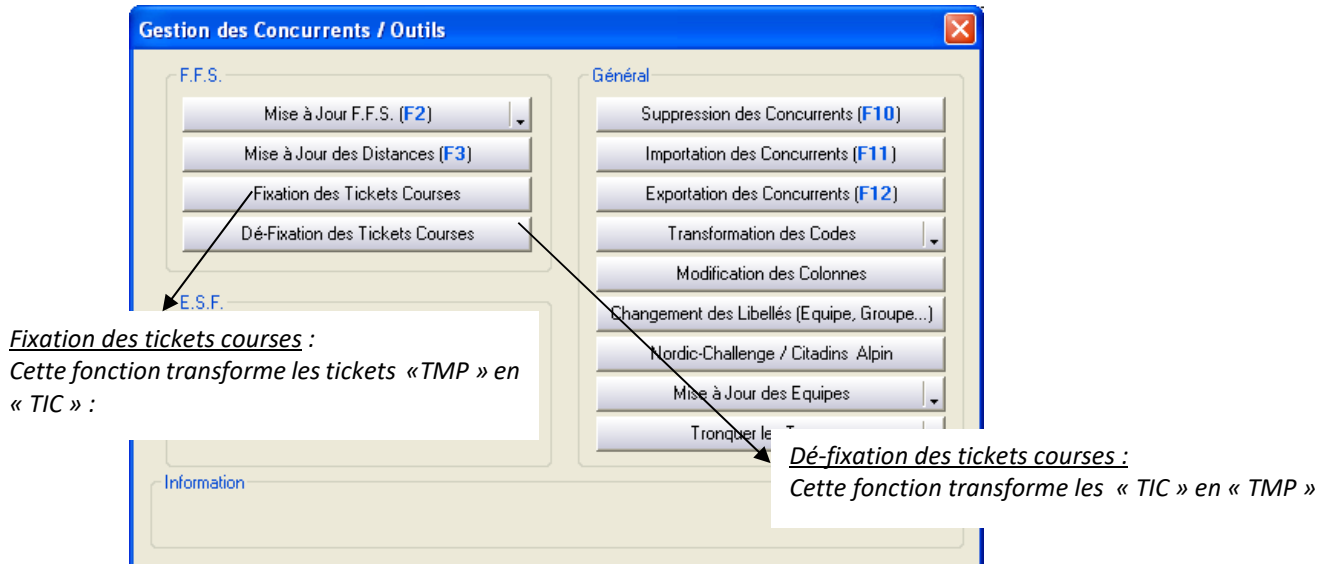 Gestion des Concurrents / Outils
F.F.S.
Mise à Jour F.F.S. (F2)
Mise à Jour des Distances (F3)
Fixation des Tickets Courses
Dé-Fixation des Tickets Courses
E.S.F.
Fixation des tickets courses :
Cette fonction transforme les tickets «TMP » en
« TIC » :
Général
Suppression des Concurrents (F10)
Importation des Concurrents (F11)
Exportation des Concurrents (F12)
Transformation des Codes
Modification des Colonnes
Changement des Libellés (Equipe, Groupe...)
Nordic-Challenge / Citadins Alpin
Mise à Jour des Equipes
Tronquer
Dé-fixation des tickets courses :
Cette fonction transforme les « TIC » en « TMP »
Information